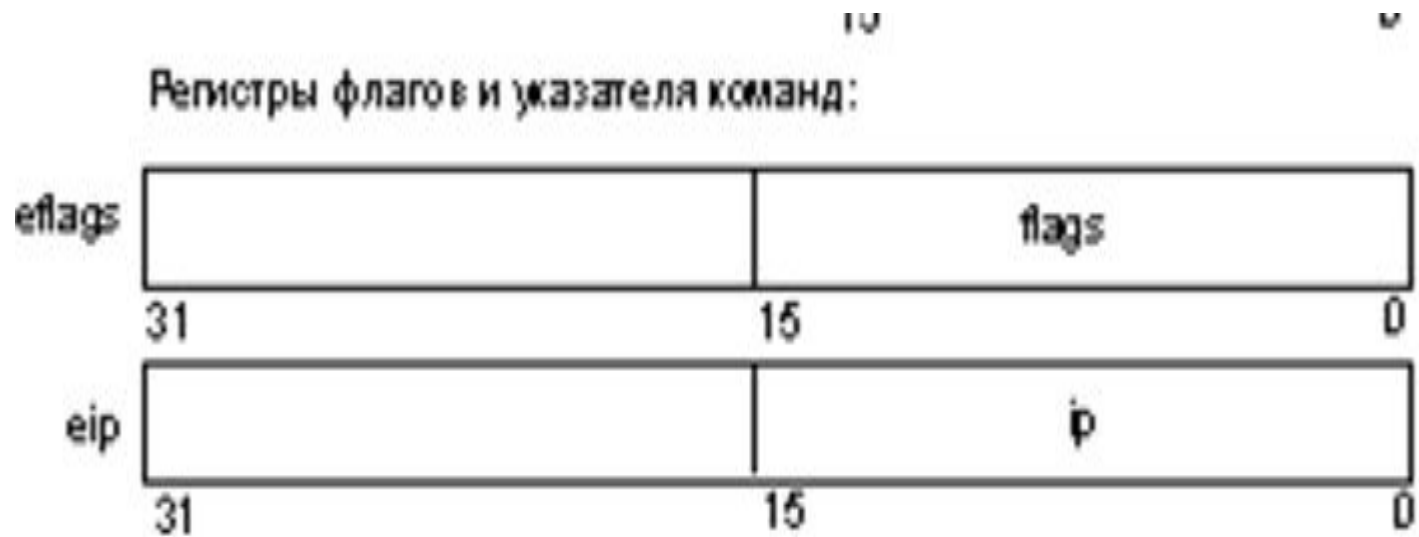 Регистры флагов и указателя команд:
eflags flags
31 15 0
eip ip
31 15 0